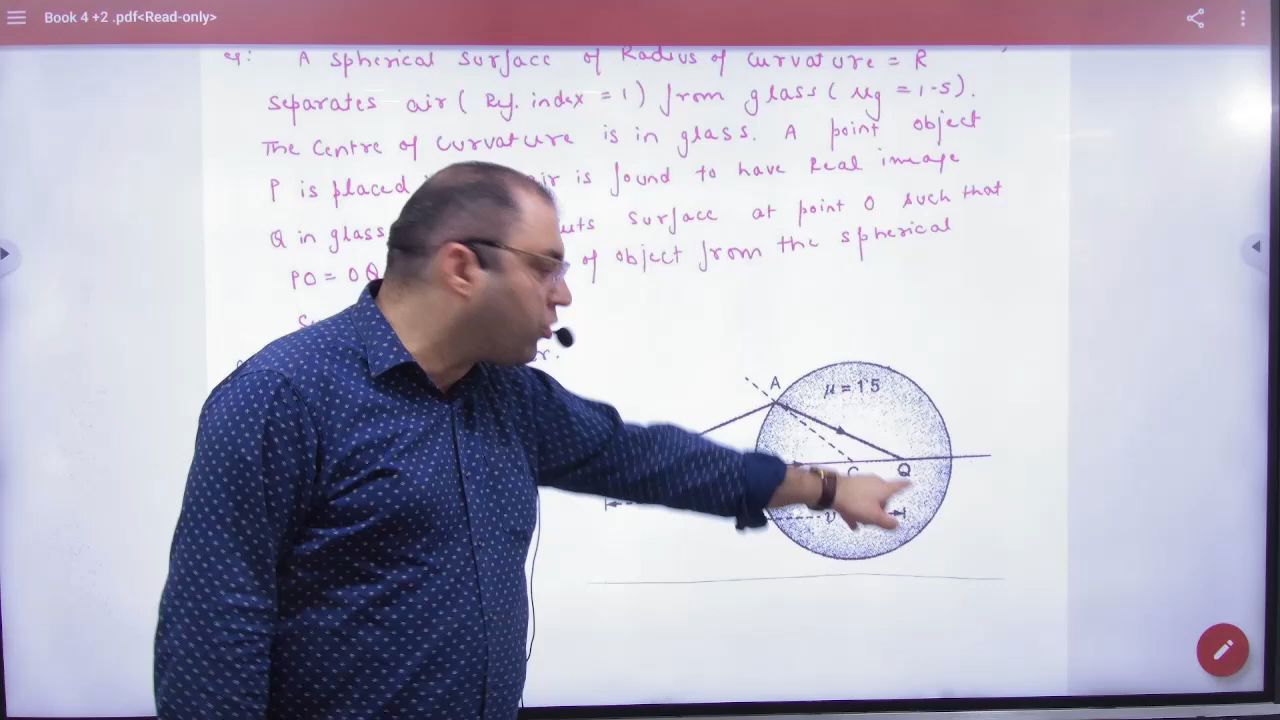 Book 4 +2 .pdf<Read-only>
eg: A spherical surface of Radius of curvature = R
separates air ( Ref. index = 1 ) from glass ( μg = 1.5 ).
The Centre of curvature is in glass. A point object
P is placed is found to have Real image
Q in glass surface at point O such that
PO = OQ of object from the spherical
A μ = 1.5
C Q
v